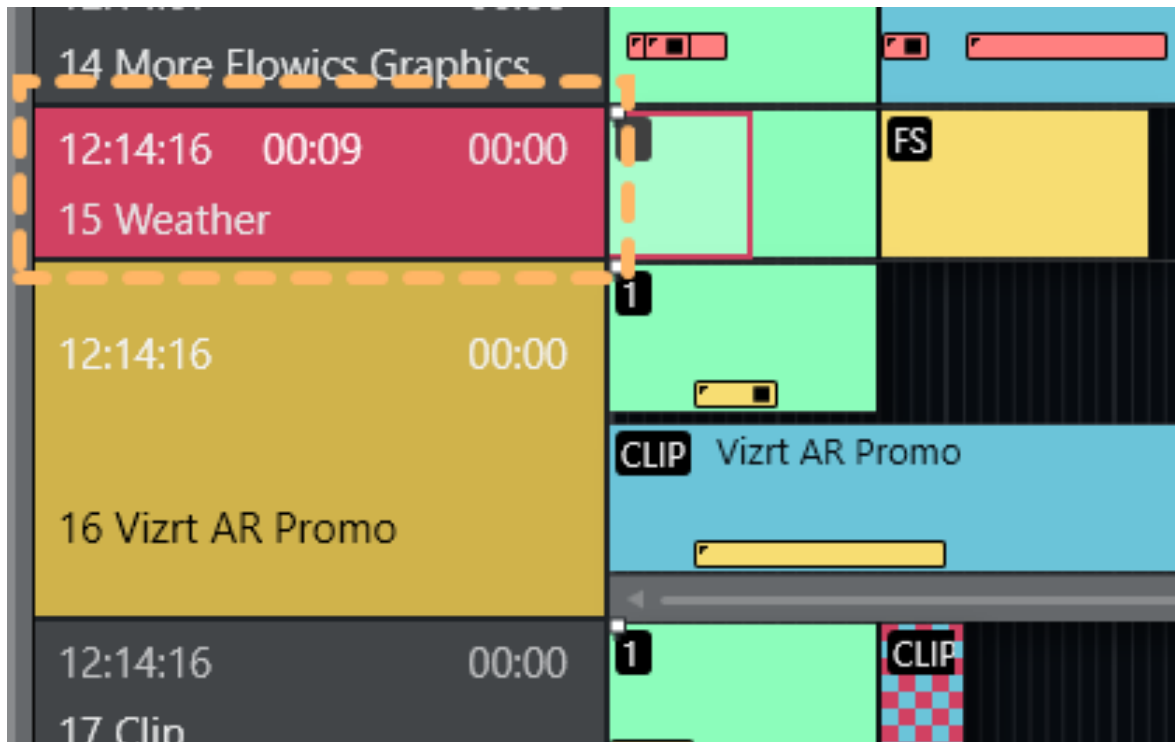 14 More Flowics Graphics
12:14:16 00:09 00:00
FS
15 Weather
1
12:14:16 00:00
CLIP Vizrt AR Promo
16 Vizrt AR Promo
12:14:16 00:00
1 CLIP
17 Clip